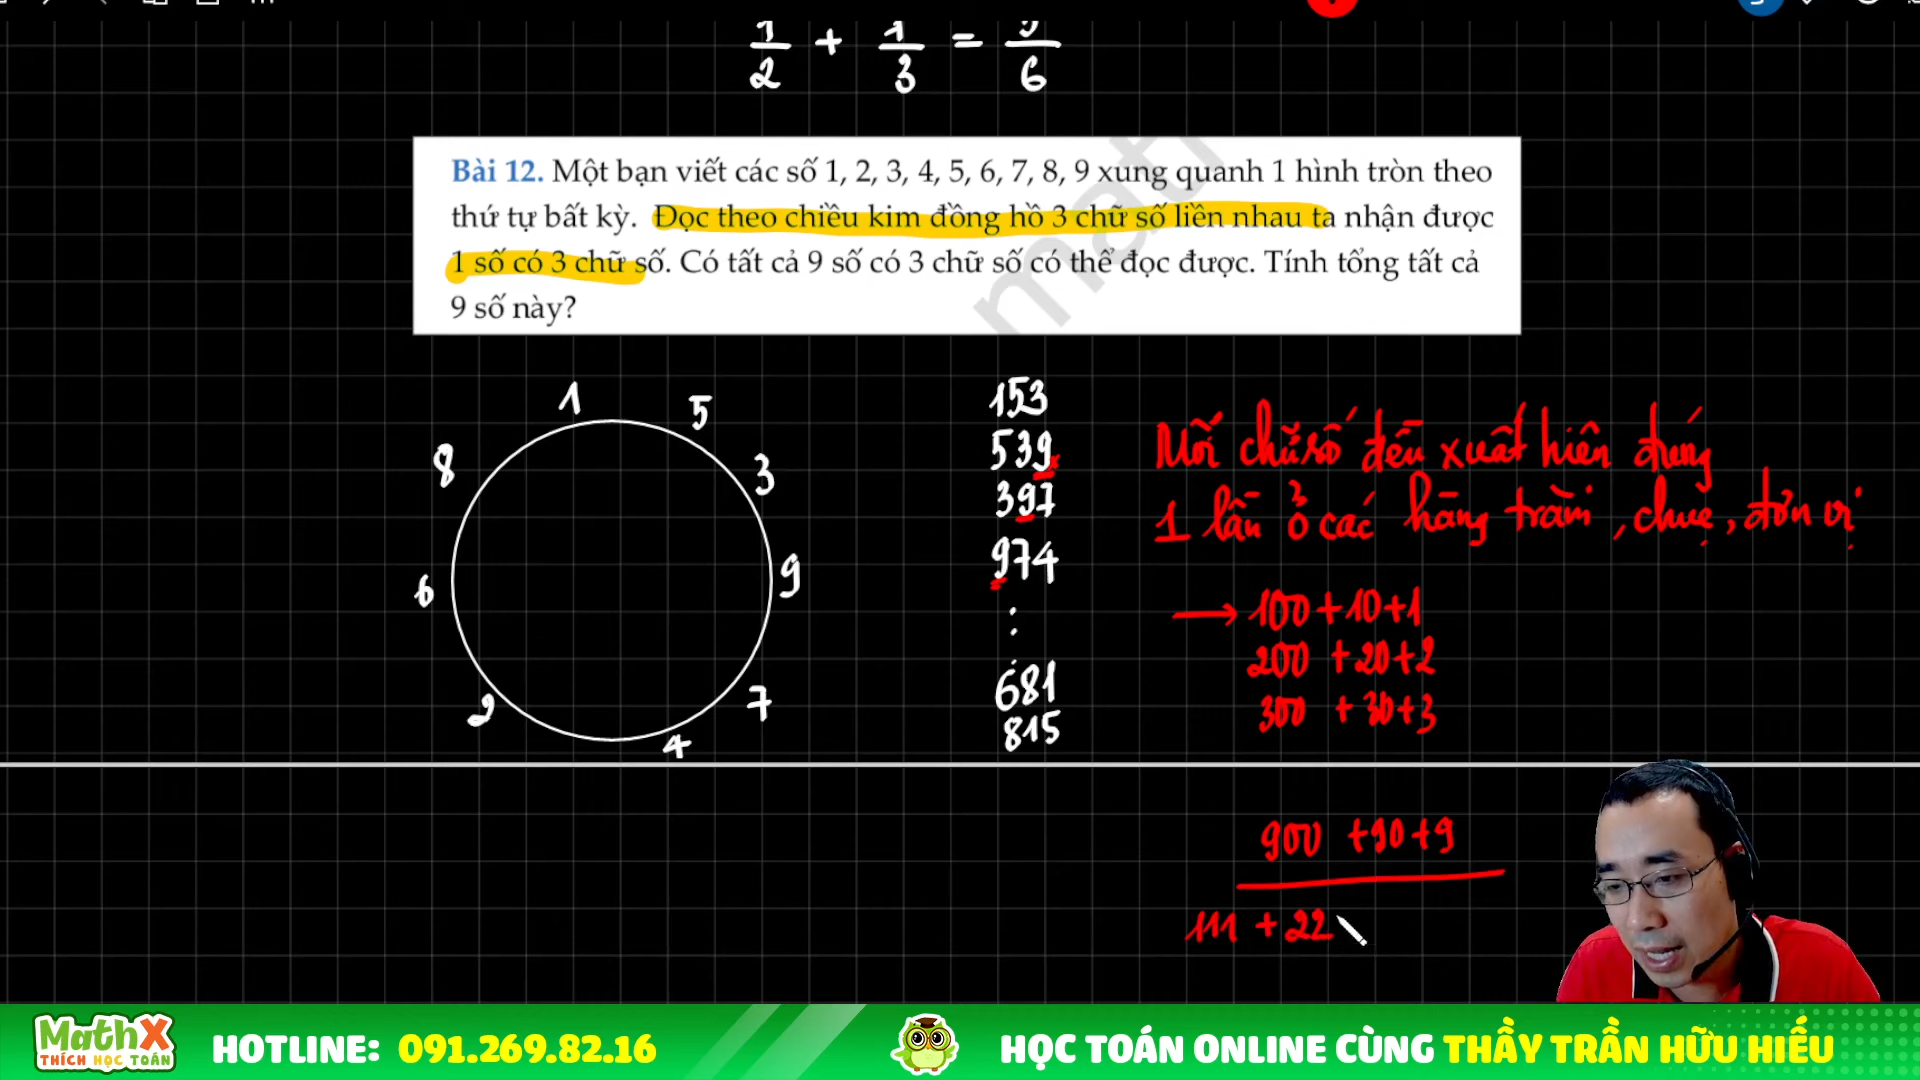 1/2 + 1/3 = 5/6
Bài 12. Một bạn viết các số 1, 2, 3, 4, 5, 6, 7, 8, 9 xung quanh 1 hình tròn theo
thứ tự bất kỳ. Đọc theo chiều kim đồng hồ 3 chữ số liền nhau ta nhận được
1 số có 3 chữ số. Có tất cả 9 số có 3 chữ số có thể đọc được. Tính tổng tất cả
9 số này?
mat
1
5
8
3
6
9
2
7
4
153
539
397
974
:
681
815
Mỗi chữ số đều xuất hiện đúng
1 lần ở các hàng trăm, chục, đơn vị
→ 100 + 10 + 1
200 + 20 + 2
300 + 30 + 3
900 + 90 + 9
111 + 22
MathX
THÍCH HỌC TOÁN
HOTLINE: 091.269.82.16
HỌC TOÁN ONLINE CÙNG THẦY TRẦN HỮU HIẾU